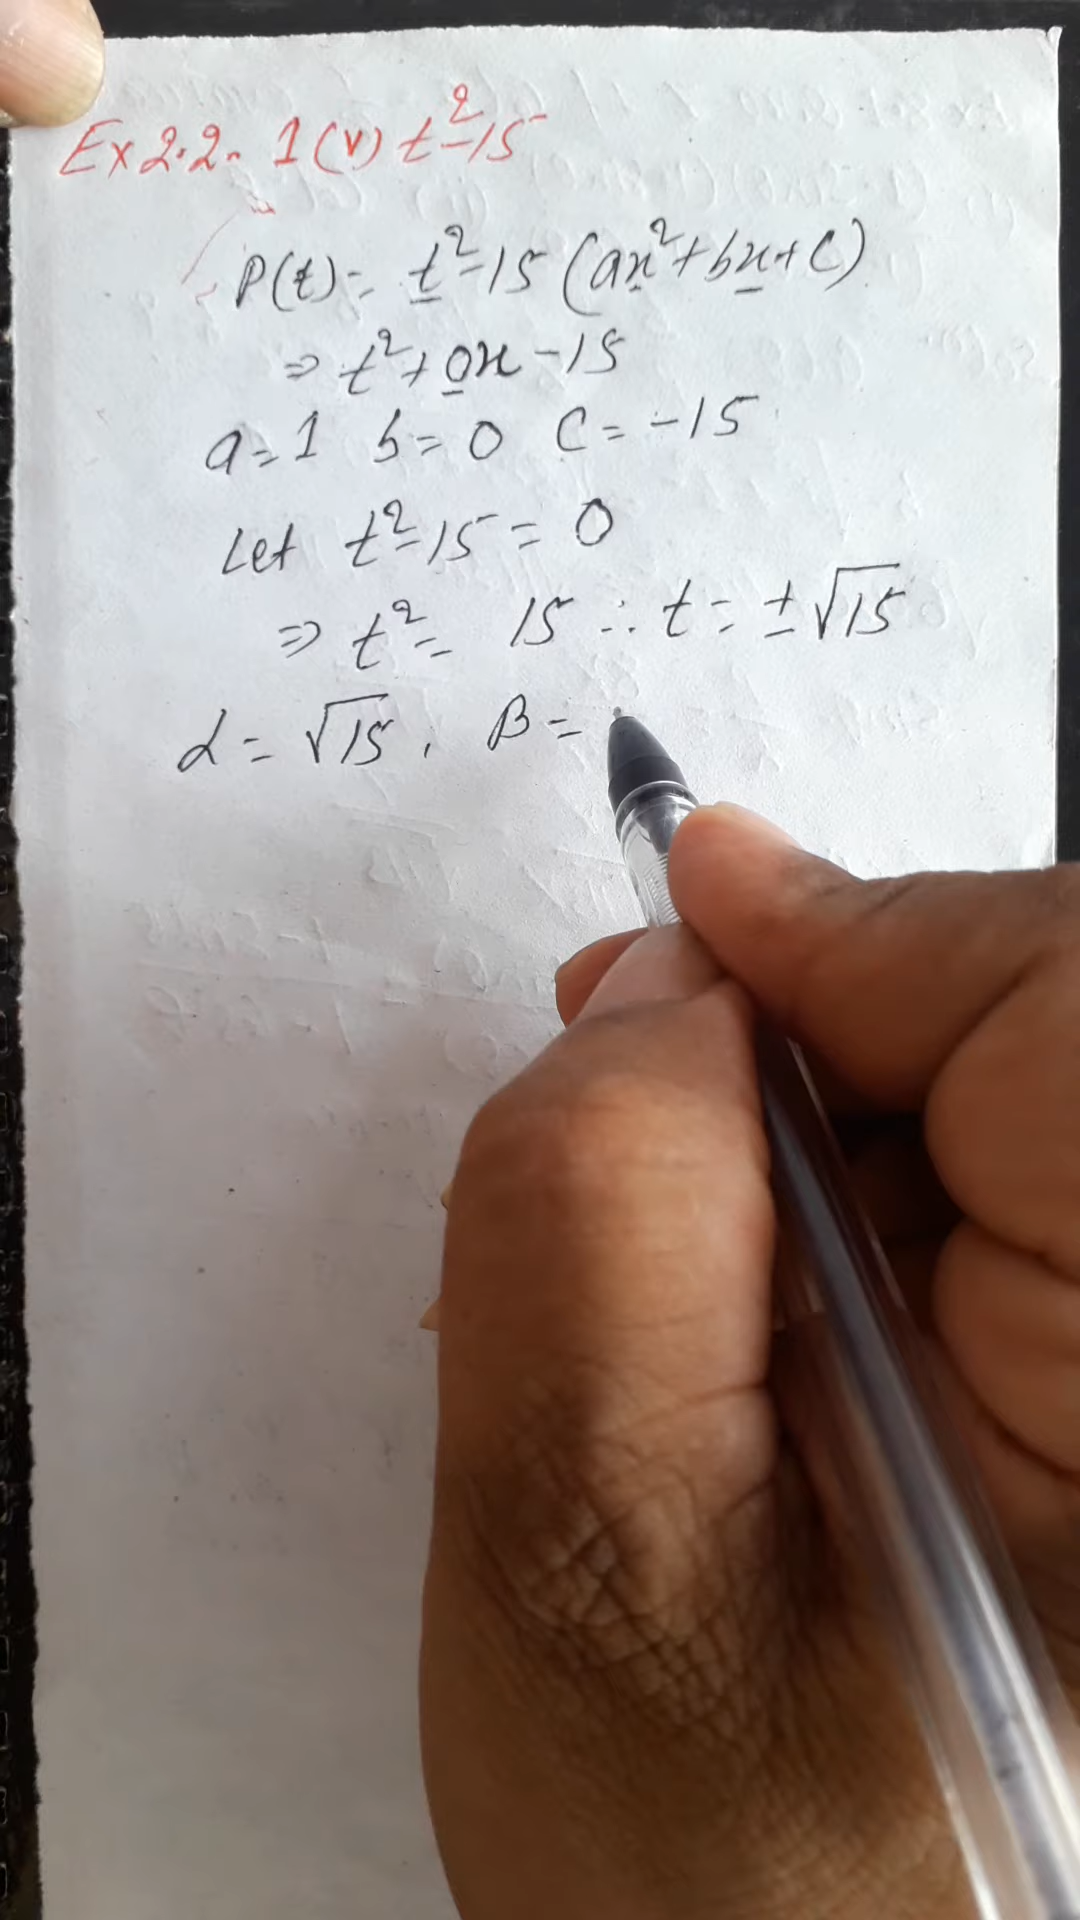 Ex 2.2. 1(v) t²-15
P(t) = t²-15 (ax²+bx+c)
⇒ t²+0x-15
a=1 b=0 c=-15
Let t²-15=0
⇒ t²= 15 ∴ t= ±√15
α=√15, β=